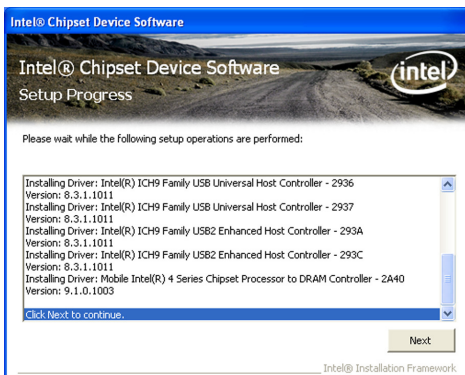 Intel® Chipset Device Software
Intel® Chipset Device Software
intel
Setup Progress
Please wait while the following setup operations are performed:
Installing Driver: Intel(R) ICH9 Family USB Universal Host Controller - 2936
Version: 8.3.1.1011
Installing Driver: Intel(R) ICH9 Family USB Universal Host Controller - 2937
Version: 8.3.1.1011
Installing Driver: Intel(R) ICH9 Family USB2 Enhanced Host Controller - 293A
Version: 8.3.1.1011
Installing Driver: Intel(R) ICH9 Family USB2 Enhanced Host Controller - 293C
Version: 8.3.1.1011
Installing Driver: Mobile Intel(R) 4 Series Chipset Processor to DRAM Controller - 2A40
Version: 9.1.0.1003
Click Next to continue.
Next
Intel® Installation Framework